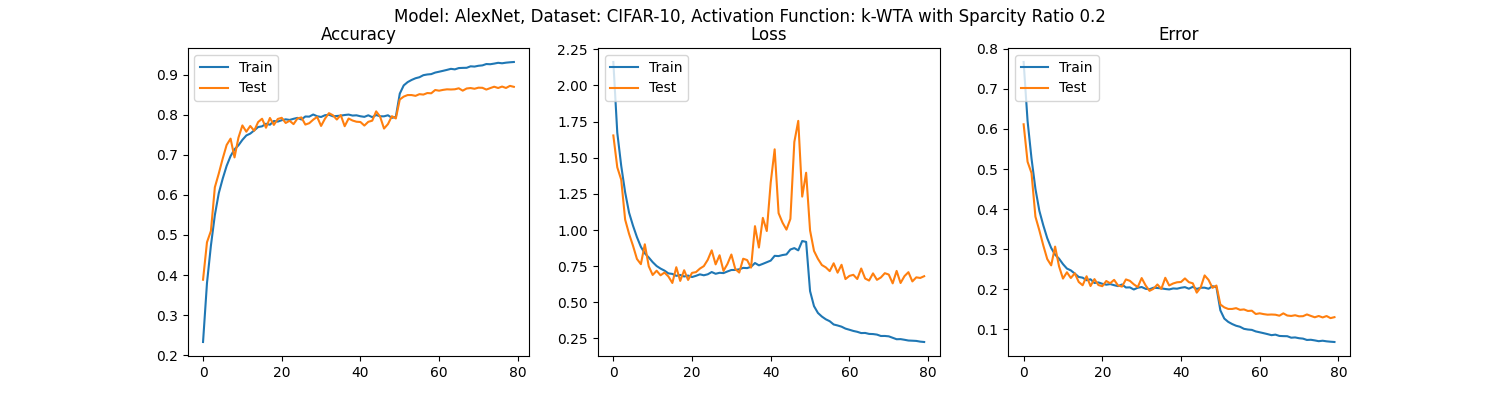 Model: AlexNet, Dataset: CIFAR-10, Activation Function: k-WTA with Sparcity Ratio 0.2
Accuracy
Train
Test
0.9
0.8
0.7
0.6
0.5
0.4
0.3
0.2
0 20 40 60 80
Loss
Train
Test
2.25
2.00
1.75
1.50
1.25
1.00
0.75
0.50
0.25
0 20 40 60 80
Error
Train
Test
0.8
0.7
0.6
0.5
0.4
0.3
0.2
0.1
0 20 40 60 80